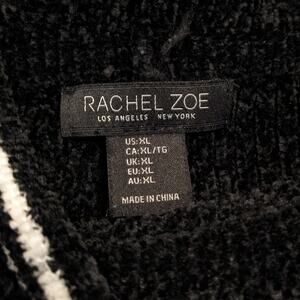 RACHEL ZOE
LOS ANGELES NEW YORK
US:XL
CA:XL/TG
UK:XL
EU:XL
AU:XL
MADE IN CHINA